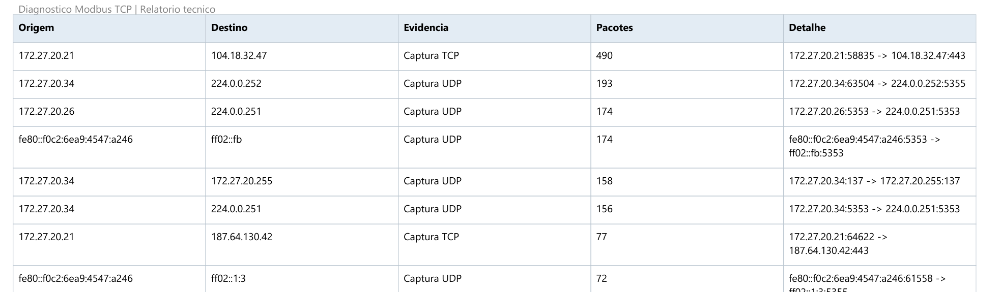 Diagnostico Modbus TCP | Relatorio tecnico
Origem Destino Evidencia Pacotes Detalhe
172.27.20.21 104.18.32.47 Captura TCP 490 172.27.20.21:58835 -> 104.18.32.47:443
172.27.20.34 224.0.0.252 Captura UDP 193 172.27.20.34:63504 -> 224.0.0.252:5355
172.27.20.26 224.0.0.251 Captura UDP 174 172.27.20.26:5353 -> 224.0.0.251:5353
fe80::f0c2:6ea9:4547:a246 ff02::fb Captura UDP 174 fe80::f0c2:6ea9:4547:a246:5353 ->
ff02::fb:5353
172.27.20.34 172.27.20.255 Captura UDP 158 172.27.20.34:137 -> 172.27.20.255:137
172.27.20.34 224.0.0.251 Captura UDP 156 172.27.20.34:5353 -> 224.0.0.251:5353
172.27.20.21 187.64.130.42 Captura TCP 77 172.27.20.21:64622 ->
187.64.130.42:443
fe80::f0c2:6ea9:4547:a246 ff02::1:3 Captura UDP 72 fe80::f0c2:6ea9:4547:a246:61558 ->
ff02::1:3:5355